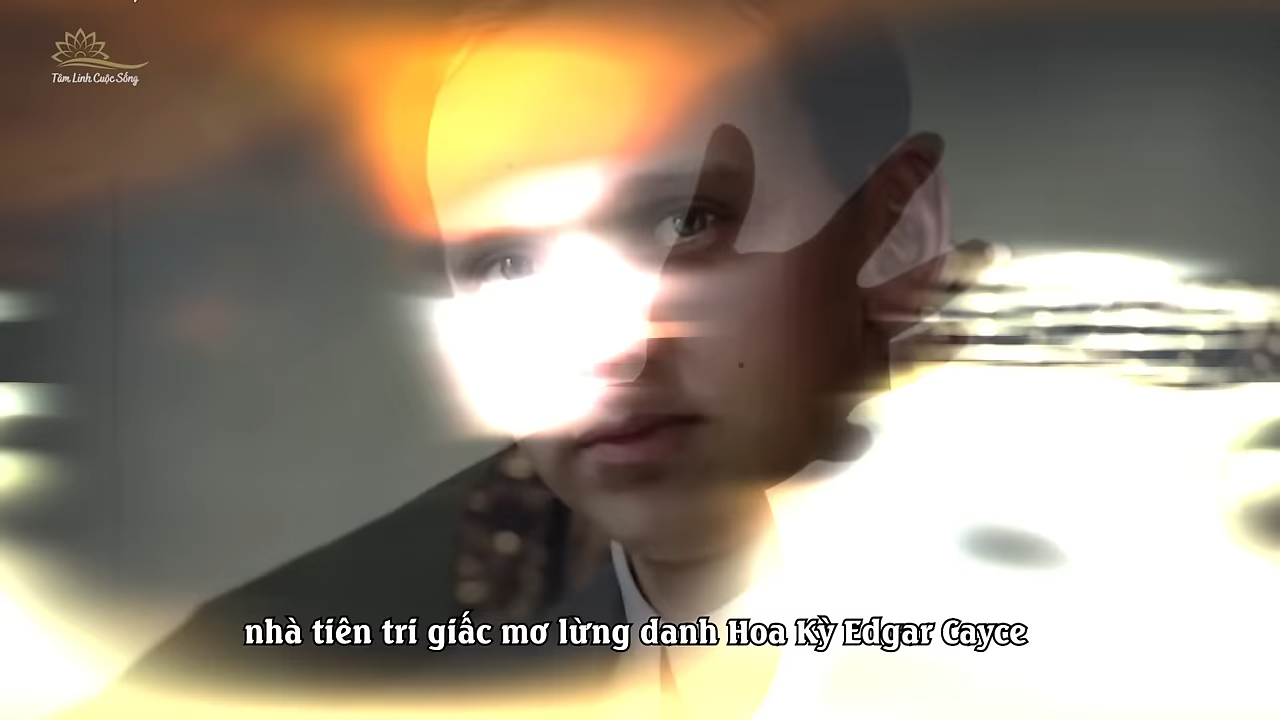 Tâm Linh Cuộc Sống
nhà tiên tri giấc mơ lừng danh Hoa Kỳ Edgar Cayce